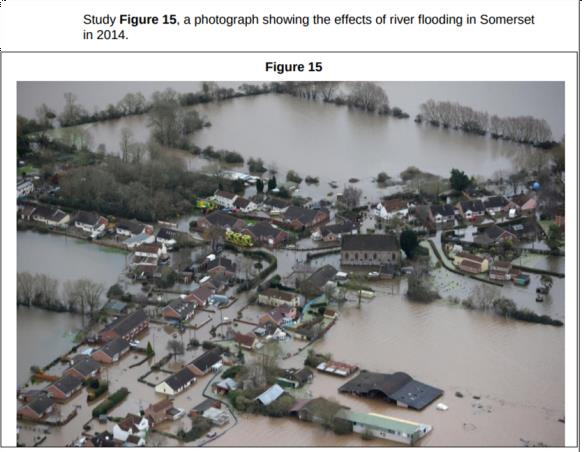 Study Figure 15, a photograph showing the effects of river flooding in Somerset
in 2014.
Figure 15